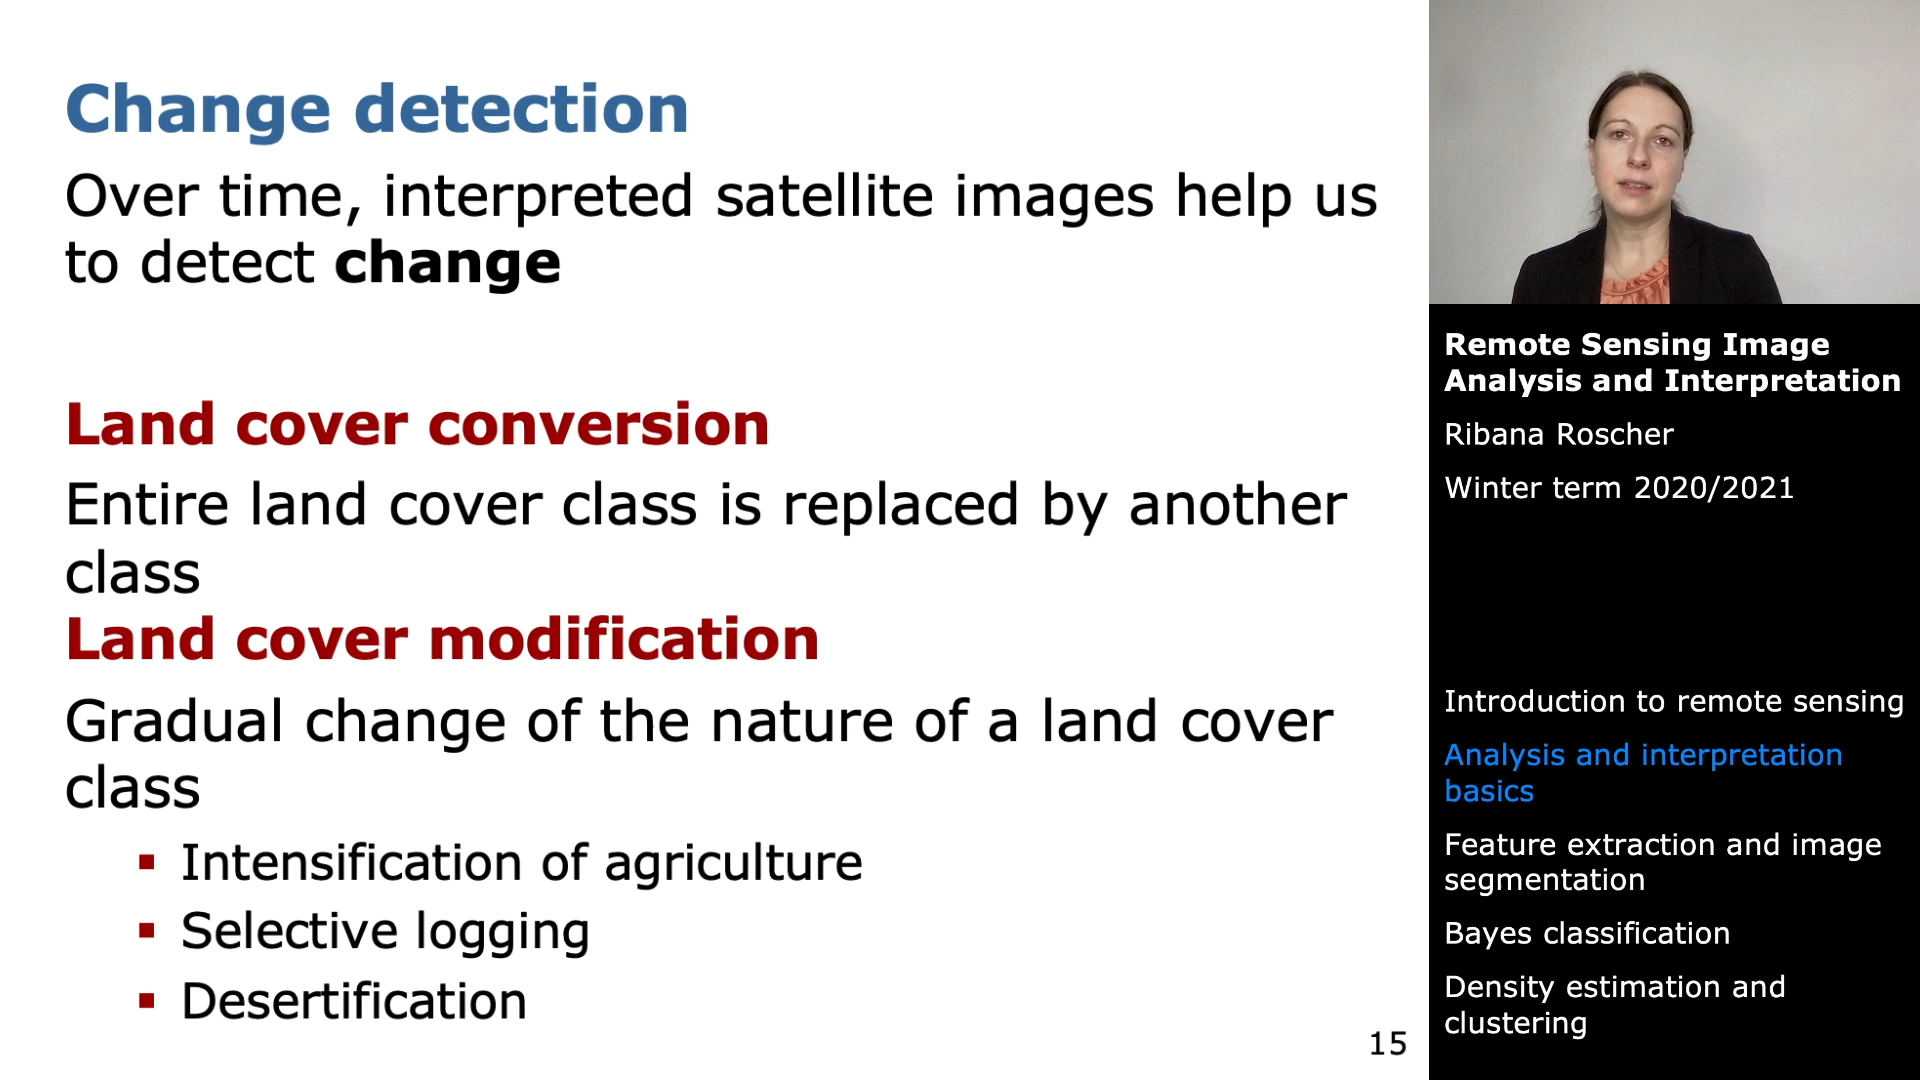 Change detection
Over time, interpreted satellite images help us
to detect change
Land cover conversion
Entire land cover class is replaced by another
class
Land cover modification
Gradual change of the nature of a land cover
class
▪ Intensification of agriculture
▪ Selective logging
▪ Desertification
15
Remote Sensing Image
Analysis and Interpretation
Ribana Roscher
Winter term 2020/2021
Introduction to remote sensing
Analysis and interpretation
basics
Feature extraction and image
segmentation
Bayes classification
Density estimation and
clustering